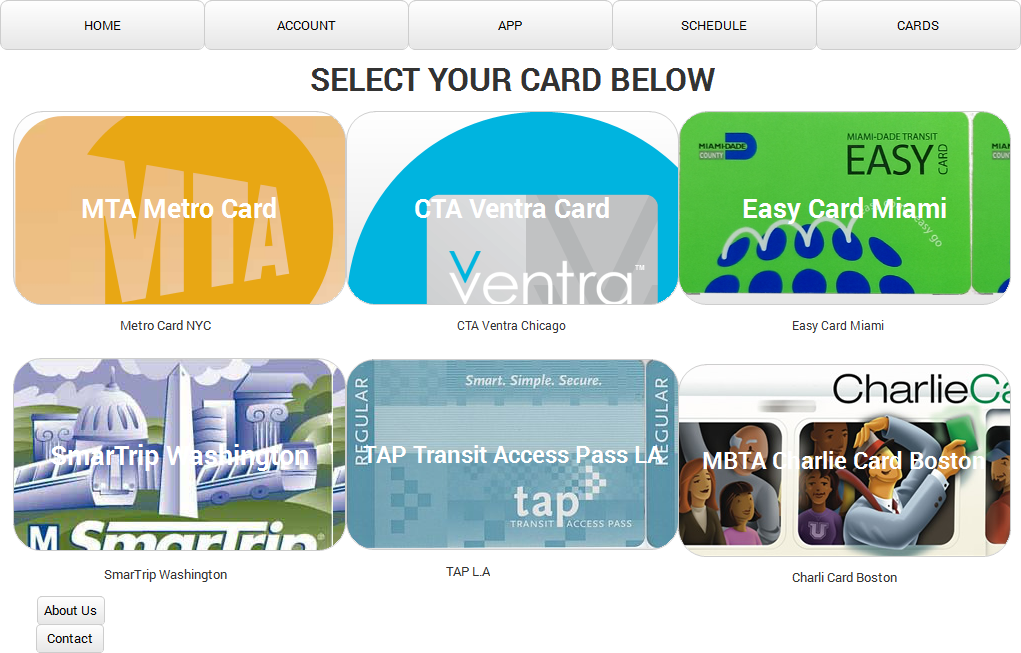 HOME ACCOUNT APP SCHEDULE CARDS
SELECT YOUR CARD BELOW
MTA
MTA Metro Card
CTA Ventra Card
ventra™
MIAMI-DADE
COUNTY
MIAMI-DADE TRANSIT
EASY
CARD
easy go
Easy Card Miami
Metro Card NYC
CTA Ventra Chicago
Easy Card Miami
SmarTrip Washington
M SmarTrip®
REGULAR
Smart. Simple. Secure.
REGULAR
TAP Transit Access Pass LA
tap
TRANSIT ACCESS PASS
CharlieCa
MBTA Charlie Card Boston
U
SmarTrip Washington
TAP L.A
Charli Card Boston
About Us
Contact